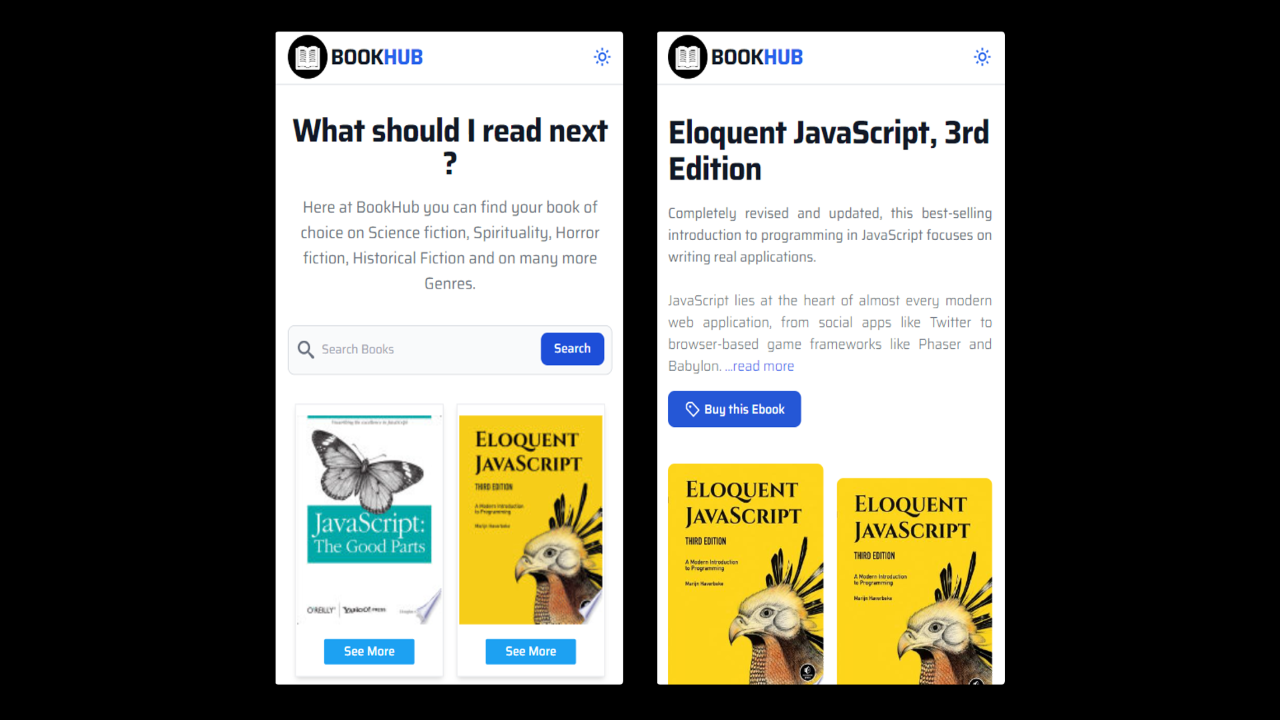 BOOKHUB
What should I read next
?
Here at BookHub you can find your book of
choice on Science fiction, Spirituality, Horror
fiction, Historical Fiction and on many more
Genres.
Search Books
Search
JavaScript:
The Good Parts
O'REILLY
YAHOO! PRESS
See More
ELOQUENT
JAVASCRIPT
THIRD EDITION
A Modern Introduction
to Programming
Marijn Haverbeke
See More
BOOKHUB
Eloquent JavaScript, 3rd
Edition
Completely revised and updated, this best-selling
introduction to programming in JavaScript focuses on
writing real applications.
JavaScript lies at the heart of almost every modern
web application, from social apps like Twitter to
browser-based game frameworks like Phaser and
Babylon. ...read more
Buy this Ebook
ELOQUENT
JAVASCRIPT
THIRD EDITION
A Modern Introduction
to Programming
Marijn Haverbeke
ELOQUENT
JAVASCRIPT
THIRD EDITION
A Modern Introduction
to Programming
Marijn Haverbeke